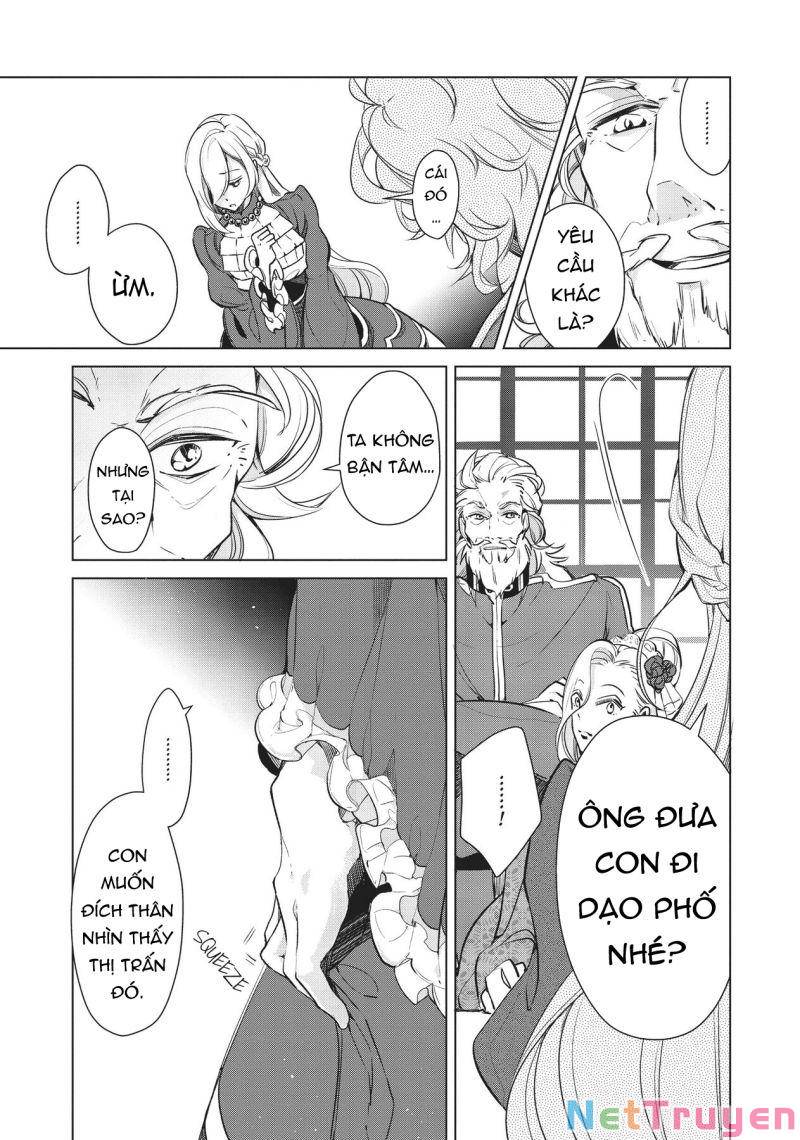 ......
YÊU
CẦU
KHÁC
LÀ?
CÁI
ĐÓ
...
......
ỪM.
ÔNG ĐƯA
CON ĐI
DẠO PHỐ
NHÉ?
......!
TA KHÔNG
BẬN TÂM...
NHƯNG
TẠI
SAO?
......
CON
MUỐN
ĐÍCH THÂN
NHÌN THẤY
THỊ TRẤN
ĐÓ.
SQUEEZE
NetTruyen